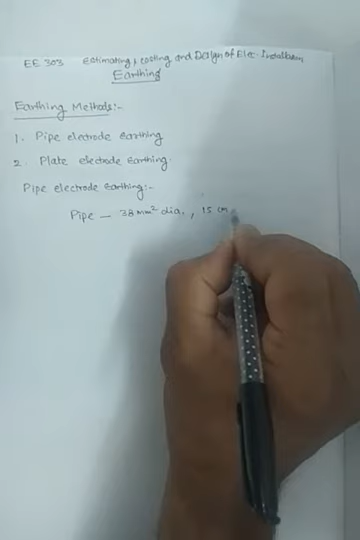 EE 303 Estimating, costing and Design of Elec. Installation
Earthing
Earthing Methods:-
1. Pipe electrode Earthing
2. Plate electrode Earthing.
Pipe electrode Earthing:-
Pipe — 38 mm² dia. , 15 cm